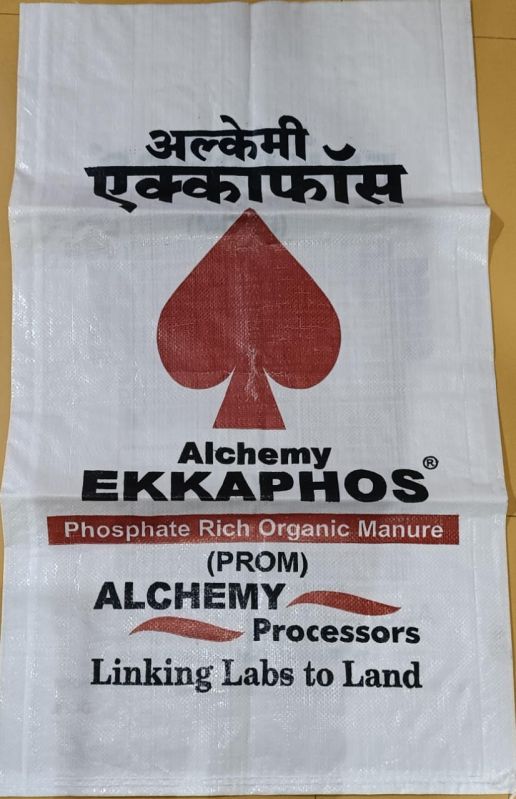 अल्केमी
एक्काफॉस
Alchemy
EKKAPHOS®
Phosphate Rich Organic Manure
(PROM)
ALCHEMY
Processors
Linking Labs to Land